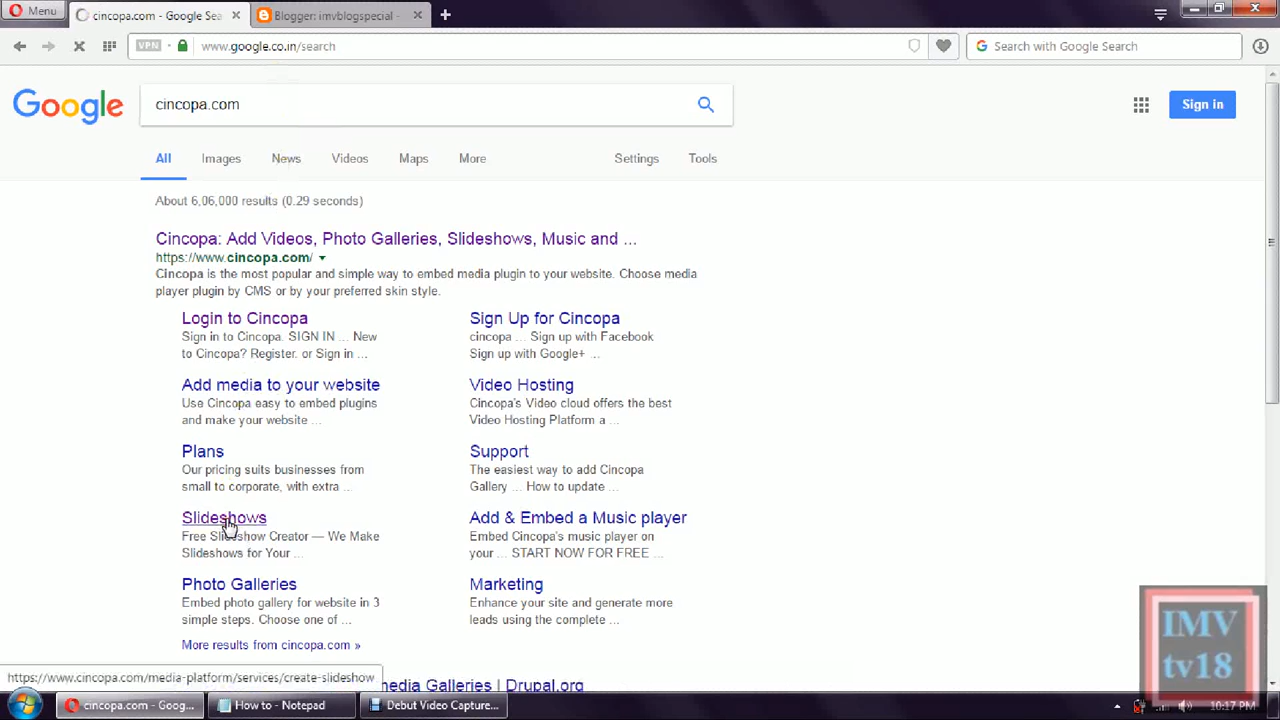 Menu
cincopa.com - Google Sea
Blogger: imvblogspecial -
VPN
www.google.co.in/search
Search with Google Search
Google
cincopa.com
Sign in
All
Images
News
Videos
Maps
More
Settings
Tools
About 6,06,000 results (0.29 seconds)
Cincopa: Add Videos, Photo Galleries, Slideshows, Music and ...
https://www.cincopa.com/
Cincopa is the most popular and simple way to embed media plugin to your website. Choose media
player plugin by CMS or by your preferred skin style.
Login to Cincopa
Sign in to Cincopa. SIGN IN ... New
to Cincopa? Register. or Sign in ...
Sign Up for Cincopa
cincopa ... Sign up with Facebook
Sign up with Google+ ...
Add media to your website
Use Cincopa easy to embed plugins
and make your website ...
Video Hosting
Cincopa's Video cloud offers the best
Video Hosting Platform a ...
Plans
Our pricing suits businesses from
small to corporate, with extra ...
Support
The easiest way to add Cincopa
Gallery ... How to update ...
Slideshows
Free Slideshow Creator — We Make
Slideshows for Your ...
Add & Embed a Music player
Embed Cincopa's music player on
your ... START NOW FOR FREE ...
Photo Galleries
Embed photo gallery for website in 3
simple steps. Choose one of ...
Marketing
Enhance your site and generate more
leads using the complete ...
More results from cincopa.com »
https://www.cincopa.com/media-platform/services/create-slideshow
media Galleries | Drupal.org
IMV
tv18
cincopa.com - Goog...
How to - Notepad
Debut Video Capture...
10:17 PM